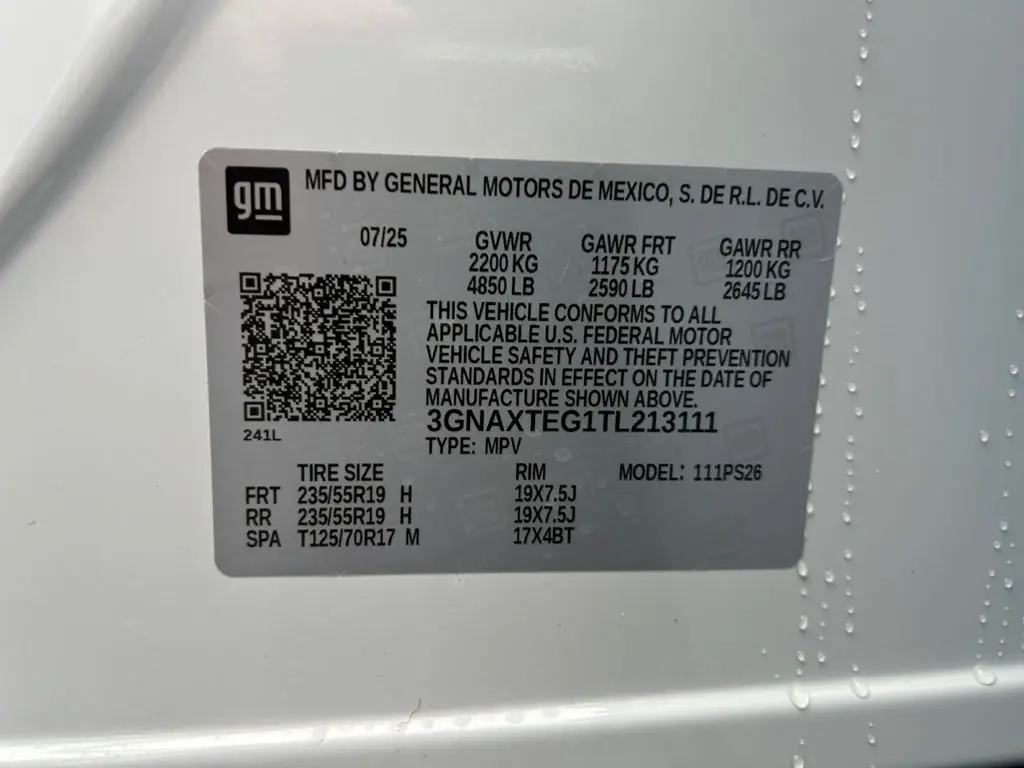 gm MFD BY GENERAL MOTORS DE MEXICO, S. DE R.L. DE C.V.
07/25 GVWR GAWR FRT GAWR RR
2200 KG 1175 KG 1200 KG
4850 LB 2590 LB 2645 LB
THIS VEHICLE CONFORMS TO ALL
APPLICABLE U.S. FEDERAL MOTOR
VEHICLE SAFETY AND THEFT PREVENTION
STANDARDS IN EFFECT ON THE DATE OF
MANUFACTURE SHOWN ABOVE.
3GNAXTEG1TL213111
241L
TYPE: MPV
TIRE SIZE RIM MODEL: 111PS26
FRT 235/55R19 H 19X7.5J
RR 235/55R19 H 19X7.5J
SPA T125/70R17 M 17X4BT